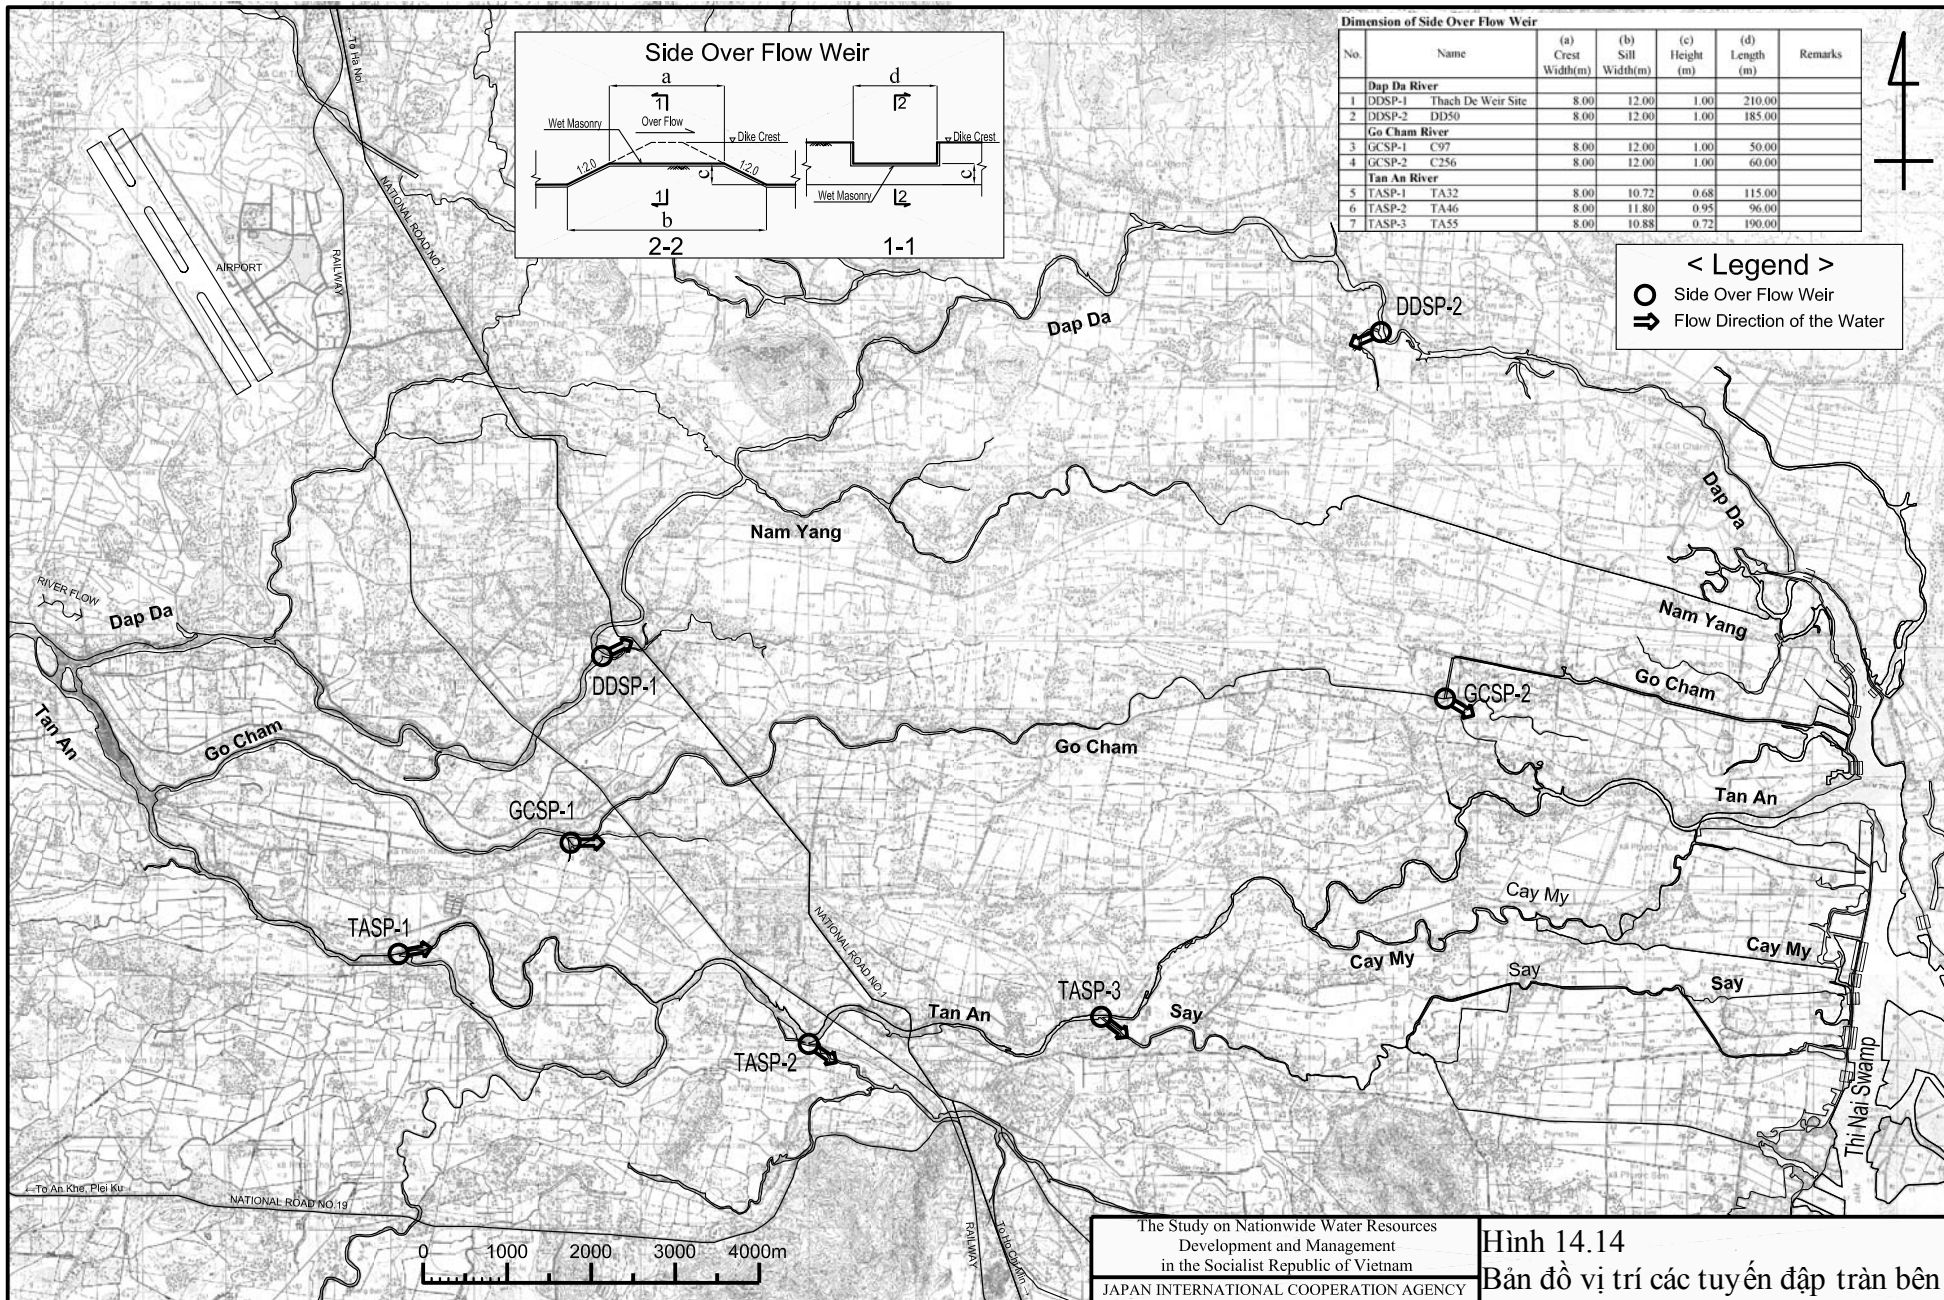 Dimension of Side Over Flow Weir
No. Name (a) Crest Width(m) (b) Sill Width(m) (c) Height (m) (d) Length (m) Remarks
Dap Da River
1 DDSP-1 Thach De Weir Site 8.00 12.00 1.00 210.00
2 DDSP-2 DD50 8.00 12.00 1.00 185.00
Go Cham River
3 GCSP-1 C97 8.00 12.00 1.00 50.00
4 GCSP-2 C256 8.00 12.00 1.00 60.00
Tan An River
5 TASP-1 TA32 8.00 10.72 0.68 115.00
6 TASP-2 TA46 8.00 11.80 0.95 96.00
7 TASP-3 TA55 8.00 10.88 0.72 190.00
Side Over Flow Weir
a
d
1
2
Wet Masonry
Over Flow
Dike Crest
Dike Crest
1:2.0
1:2.0
c
c
Wet Masonry
1
2
b
2-2
1-1
< Legend >
Side Over Flow Weir
Flow Direction of the Water
To Ha Noi
NATIONAL ROAD NO.1
RAILWAY
AIRPORT
Dap Da
DDSP-2
Dap Da
Nam Yang
RIVER FLOW
Dap Da
Nam Yang
DDSP-1
GCSP-2
Go Cham
Tan An
Go Cham
Go Cham
Tan An
GCSP-1
Cay My
TASP-1
NATIONAL ROAD NO.1
Cay My
Cay My
Say
Say
TASP-3
Tan An
Say
TASP-2
Thi Nai Swamp
←To An Khe, Plei Ku
NATIONAL ROAD NO.19
RAILWAY
To Ho Chi Min→
0 1000 2000 3000 4000m
The Study on Nationwide Water Resources
Development and Management
in the Socialist Republic of Vietnam
JAPAN INTERNATIONAL COOPERATION AGENCY
Hình 14.14
Bản đồ vị trí các tuyến đập tràn bên